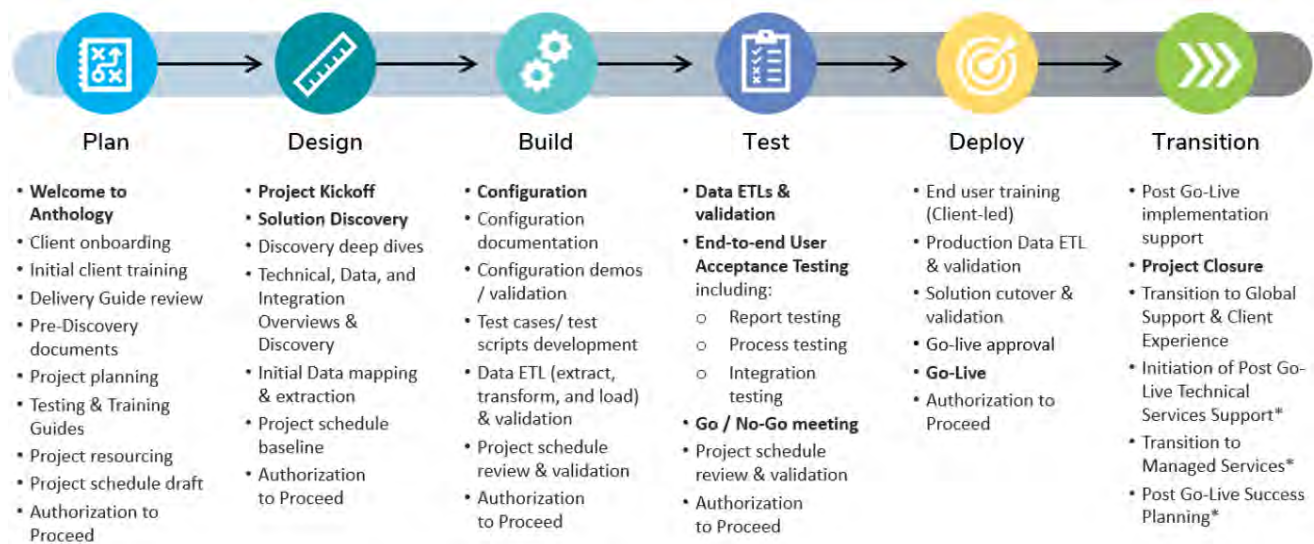 Plan
Design
Build
Test
Deploy
Transition
• Welcome to
Anthology
• Client onboarding
• Initial client training
• Delivery Guide review
• Pre-Discovery
documents
• Project planning
• Testing & Training
Guides
• Project resourcing
• Project schedule draft
• Authorization to
Proceed
• Project Kickoff
• Solution Discovery
• Discovery deep dives
• Technical, Data, and
Integration
Overviews &
Discovery
• Initial Data mapping
& extraction
• Project schedule
baseline
• Authorization
to Proceed
• Configuration
• Configuration
documentation
• Configuration demos
/ validation
• Test cases/ test
scripts development
• Data ETL (extract,
transform, and load)
& validation
• Project schedule
review & validation
• Authorization
to Proceed
• Data ETLs &
validation
• End-to-end User
Acceptance Testing
including:
o Report testing
o Process testing
o Integration
testing
• Go / No-Go meeting
• Project schedule
review & validation
• Authorization
to Proceed
• End user training
(Client-led)
• Production Data ETL
& validation
• Solution cutover &
validation
• Go-live approval
• Go-Live
• Authorization to
Proceed
• Post Go-Live
implementation
support
• Project Closure
• Transition to Global
Support & Client
Experience
• Initiation of Post Go-
Live Technical
Services Support*
• Transition to
Managed Services*
• Post Go-Live Success
Planning*